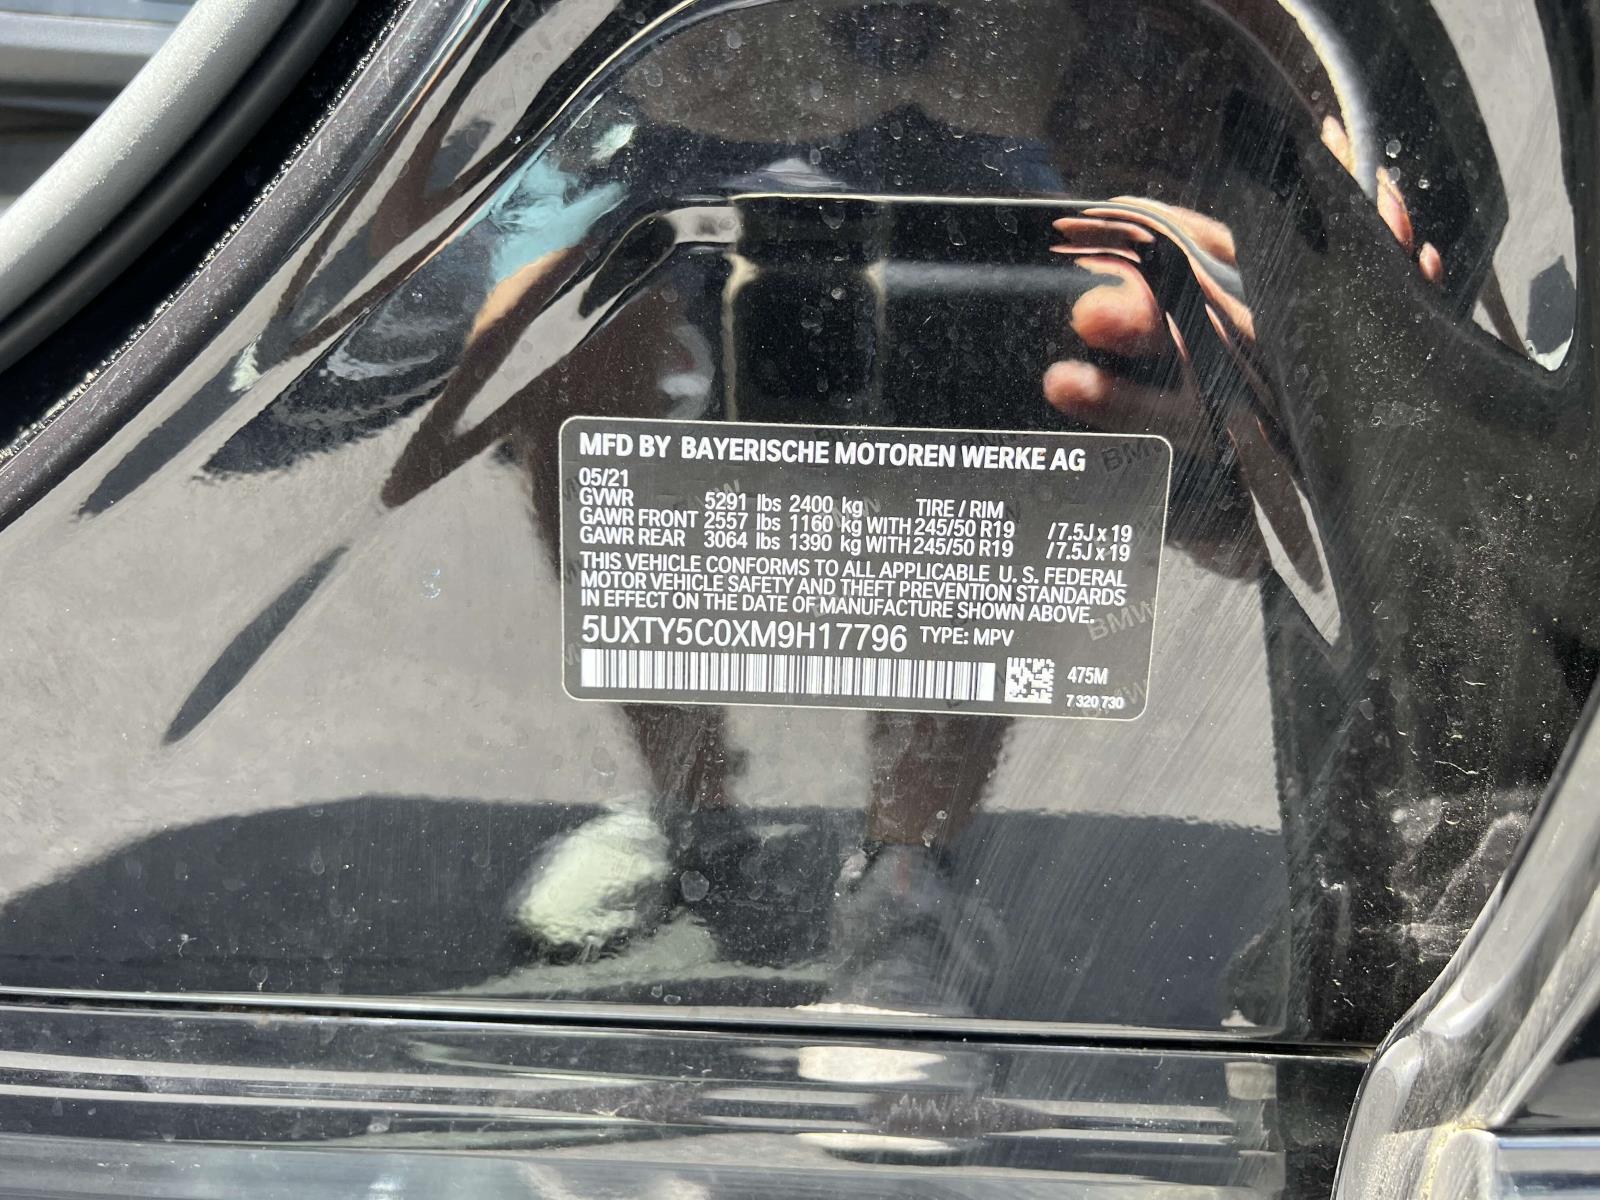 MFD BY BAYERISCHE MOTOREN WERKE AG
05/21
GVWR 5291 lbs 2400 kg TIRE / RIM
GAWR FRONT 2557 lbs 1160 kg WITH 245/50 R19 /7.5J x 19
GAWR REAR 3064 lbs 1390 kg WITH 245/50 R19 /7.5J x 19
THIS VEHICLE CONFORMS TO ALL APPLICABLE U. S. FEDERAL
MOTOR VEHICLE SAFETY AND THEFT PREVENTION STANDARDS
IN EFFECT ON THE DATE OF MANUFACTURE SHOWN ABOVE.
5UXTY5C0XM9H17796 TYPE: MPV
475M
7 320 730